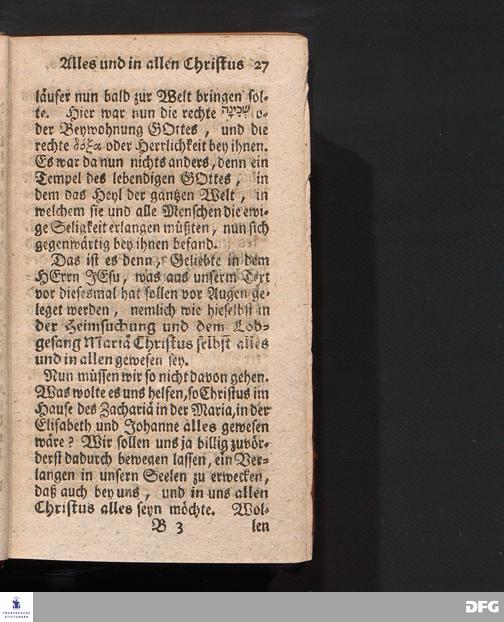 Alles und in allen Christus 27
läufer nun bald zur Welt bringen sol-
te. Hier war nun die rechte שכינה o-
der Beywohnung GOttes, und die
rechte δόξα oder Herrlichkeit bey ihnen.
Es war da nun nichts anders, denn ein
Tempel des lebendigen GOttes, in
dem das Heyl der gantzen Welt, in
welchem sie und alle Menschen die ewi-
ge Seligkeit erlangen müßten, nun sich
gegenwärtig bey ihnen befand.
Das ist es denn, Geliebte in dem
HErrn JEsu, was aus unserm Text
vor diesesmal hat sollen vor Augen ge-
leget werden, nemlich wie hieselbst in
der Heimsuchung und dem Lob-
gesang Mariä Christus selbst alles
und in allen gewesen sey.
Nun müssen wir so nicht davon gehen.
Was wolte es uns helfen, so Christus im
Hause des Zachariä in der Maria, in der
Elisabeth und Johanne alles gewesen
wäre? Wir sollen uns ja billig zuvör-
derst dadurch bewegen lassen, ein Ver-
langen in unsern Seelen zu erwecken,
daß auch bey uns, und in uns allen
Christus alles seyn möchte. Wol-
B 3 len
FRANCKESCHE
STIFTUNGEN
DFG